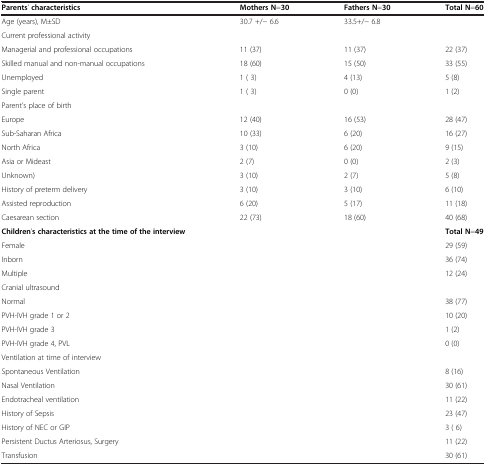 Parents' characteristics Mothers N=30 Fathers N=30 Total N=60
Age (years), M±SD 30.7 +/− 6.6 33.5+/− 6.8
Current professional activity
Managerial and professional occupations 11 (37) 11 (37) 22 (37)
Skilled manual and non-manual occupations 18 (60) 15 (50) 33 (55)
Unemployed 1 ( 3) 4 (13) 5 (8)
Single parent 1 ( 3) 0 (0) 1 (2)
Parent's place of birth
Europe 12 (40) 16 (53) 28 (47)
Sub-Saharan Africa 10 (33) 6 (20) 16 (27)
North Africa 3 (10) 6 (20) 9 (15)
Asia or Mideast 2 (7) 0 (0) 2 (3)
Unknown) 3 (10) 2 (7) 5 (8)
History of preterm delivery 3 (10) 3 (10) 6 (10)
Assisted reproduction 6 (20) 5 (17) 11 (18)
Caesarean section 22 (73) 18 (60) 40 (68)
Children's characteristics at the time of the interview Total N=49
Female 29 (59)
Inborn 36 (74)
Multiple 12 (24)
Cranial ultrasound
Normal 38 (77)
PVH-IVH grade 1 or 2 10 (20)
PVH-IVH grade 3 1 (2)
PVH-IVH grade 4, PVL 0 (0)
Ventilation at time of interview
Spontaneous Ventilation 8 (16)
Nasal Ventilation 30 (61)
Endotracheal ventilation 11 (22)
History of Sepsis 23 (47)
History of NEC or GIP 3 ( 6)
Persistent Ductus Arteriosus, Surgery 11 (22)
Transfusion 30 (61)